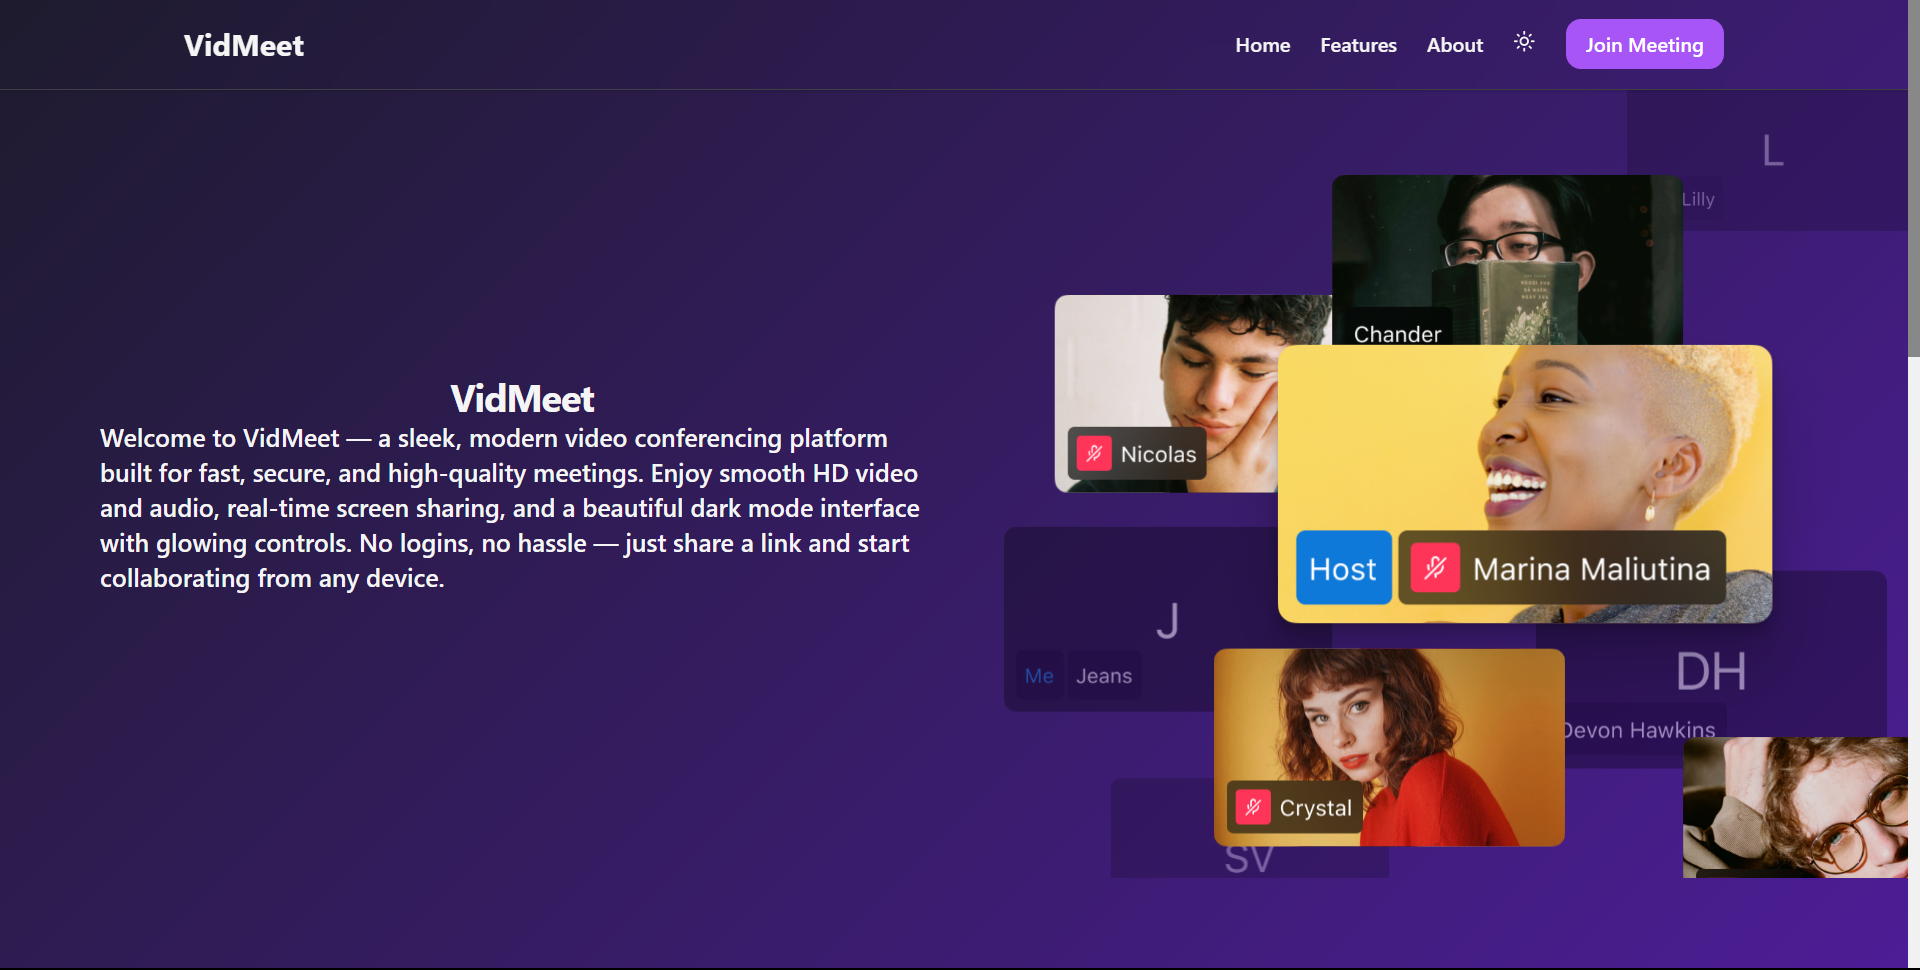 VidMeet
Home
Features
About
Join Meeting
L
Lilly
Chander
Nicolas
VidMeet
Welcome to VidMeet — a sleek, modern video conferencing platform
built for fast, secure, and high-quality meetings. Enjoy smooth HD video
and audio, real-time screen sharing, and a beautiful dark mode interface
with glowing controls. No logins, no hassle — just share a link and start
collaborating from any device.
Host
Marina Maliutina
J
Me
Jeans
DH
Devon Hawkins
Crystal
SV